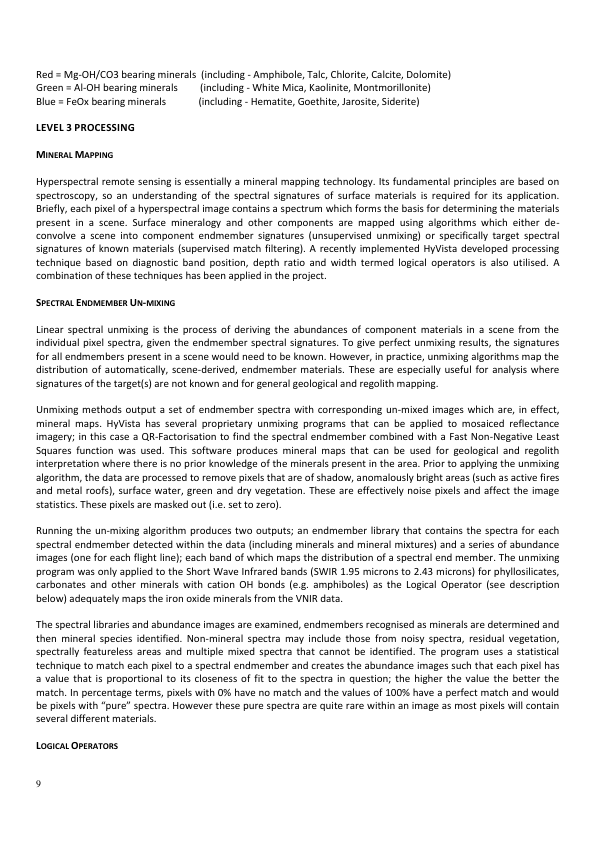 Red = Mg-OH/CO3 bearing minerals (including - Amphibole, Talc, Chlorite, Calcite, Dolomite)
Green = Al-OH bearing minerals (including - White Mica, Kaolinite, Montmorillonite)
Blue = FeOx bearing minerals (including - Hematite, Goethite, Jarosite, Siderite)
LEVEL 3 PROCESSING
MINERAL MAPPING
Hyperspectral remote sensing is essentially a mineral mapping technology. Its fundamental principles are based on
spectroscopy, so an understanding of the spectral signatures of surface materials is required for its application.
Briefly, each pixel of a hyperspectral image contains a spectrum which forms the basis for determining the materials
present in a scene. Surface mineralogy and other components are mapped using algorithms which either de-
convolve a scene into component endmember signatures (unsupervised unmixing) or specifically target spectral
signatures of known materials (supervised match filtering). A recently implemented HyVista developed processing
technique based on diagnostic band position, depth ratio and width termed logical operators is also utilised. A
combination of these techniques has been applied in the project.
SPECTRAL ENDMEMBER UN-MIXING
Linear spectral unmixing is the process of deriving the abundances of component materials in a scene from the
individual pixel spectra, given the endmember spectral signatures. To give perfect unmixing results, the signatures
for all endmembers present in a scene would need to be known. However, in practice, unmixing algorithms map the
distribution of automatically, scene-derived, endmember materials. These are especially useful for analysis where
signatures of the target(s) are not known and for general geological and regolith mapping.
Unmixing methods output a set of endmember spectra with corresponding un-mixed images which are, in effect,
mineral maps. HyVista has several proprietary unmixing programs that can be applied to mosaiced reflectance
imagery; in this case a QR-Factorisation to find the spectral endmember combined with a Fast Non-Negative Least
Squares function was used. This software produces mineral maps that can be used for geological and regolith
interpretation where there is no prior knowledge of the minerals present in the area. Prior to applying the unmixing
algorithm, the data are processed to remove pixels that are of shadow, anomalously bright areas (such as active fires
and metal roofs), surface water, green and dry vegetation. These are effectively noise pixels and affect the image
statistics. These pixels are masked out (i.e. set to zero).
Running the un-mixing algorithm produces two outputs; an endmember library that contains the spectra for each
spectral endmember detected within the data (including minerals and mineral mixtures) and a series of abundance
images (one for each flight line); each band of which maps the distribution of a spectral end member. The unmixing
program was only applied to the Short Wave Infrared bands (SWIR 1.95 microns to 2.43 microns) for phyllosilicates,
carbonates and other minerals with cation OH bonds (e.g. amphiboles) as the Logical Operator (see description
below) adequately maps the iron oxide minerals from the VNIR data.
The spectral libraries and abundance images are examined, endmembers recognised as minerals are determined and
then mineral species identified. Non-mineral spectra may include those from noisy spectra, residual vegetation,
spectrally featureless areas and multiple mixed spectra that cannot be identified. The program uses a statistical
technique to match each pixel to a spectral endmember and creates the abundance images such that each pixel has
a value that is proportional to its closeness of fit to the spectra in question; the higher the value the better the
match. In percentage terms, pixels with 0% have no match and the values of 100% have a perfect match and would
be pixels with “pure” spectra. However these pure spectra are quite rare within an image as most pixels will contain
several different materials.
LOGICAL OPERATORS
9